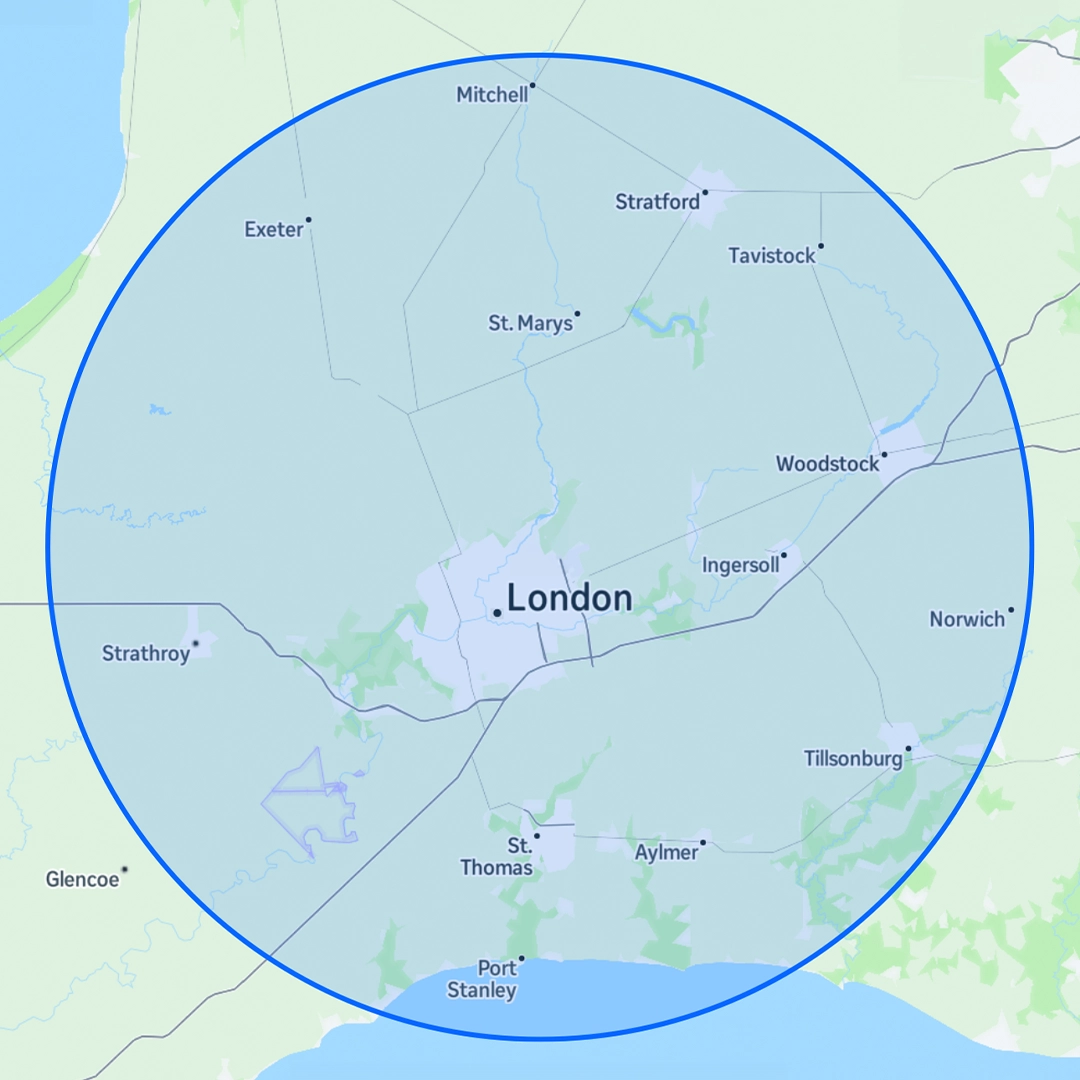 Mitchell
Stratford
Exeter
Tavistock
St. Marys
Woodstock
Ingersoll
London
Norwich
Strathroy
Tillsonburg
St.
Thomas
Aylmer
Glencoe
Port
Stanley